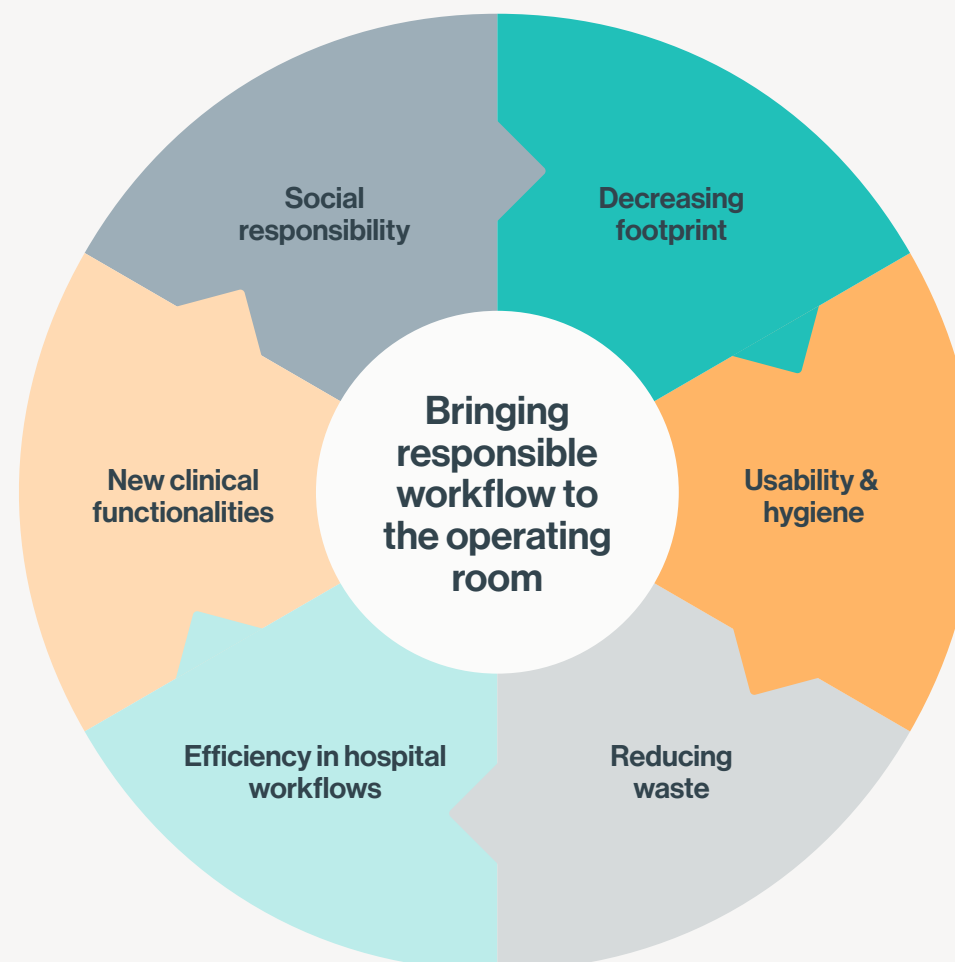 Social
responsibility
Decreasing
footprint
Bringing
responsible
workflow to
the operating
room
New clinical
functionalities
Usability &
hygiene
Efficiency in hospital
workflows
Reducing
waste